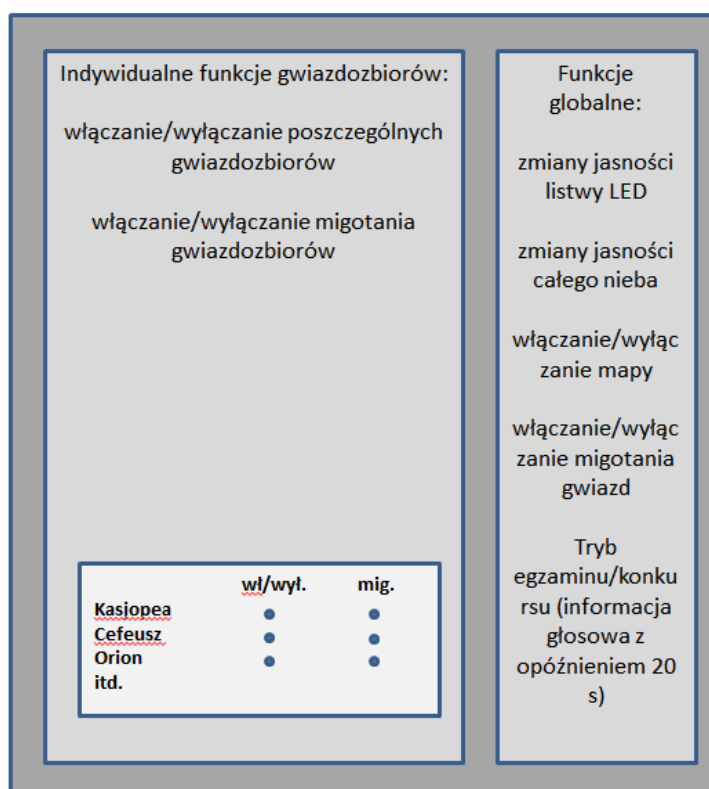 Indywidualne funkcje gwiazdozbiorów:
włączanie/wyłączanie poszczególnych
gwiazdozbiorów
włączanie/wyłączanie migotania
gwiazdozbiorów
wł/wył. mig.
Kasjopea
Cefeusz
Orion
itd.
Funkcje
globalne:
zmiany jasności
listwy LED
zmiany jasności
całego nieba
włączanie/wyłąc
zanie mapy
włączanie/wyłąc
zanie migotania
gwiazd
Tryb
egzaminu/konku
rsu (informacja
głosowa z
opóźnieniem 20
s)